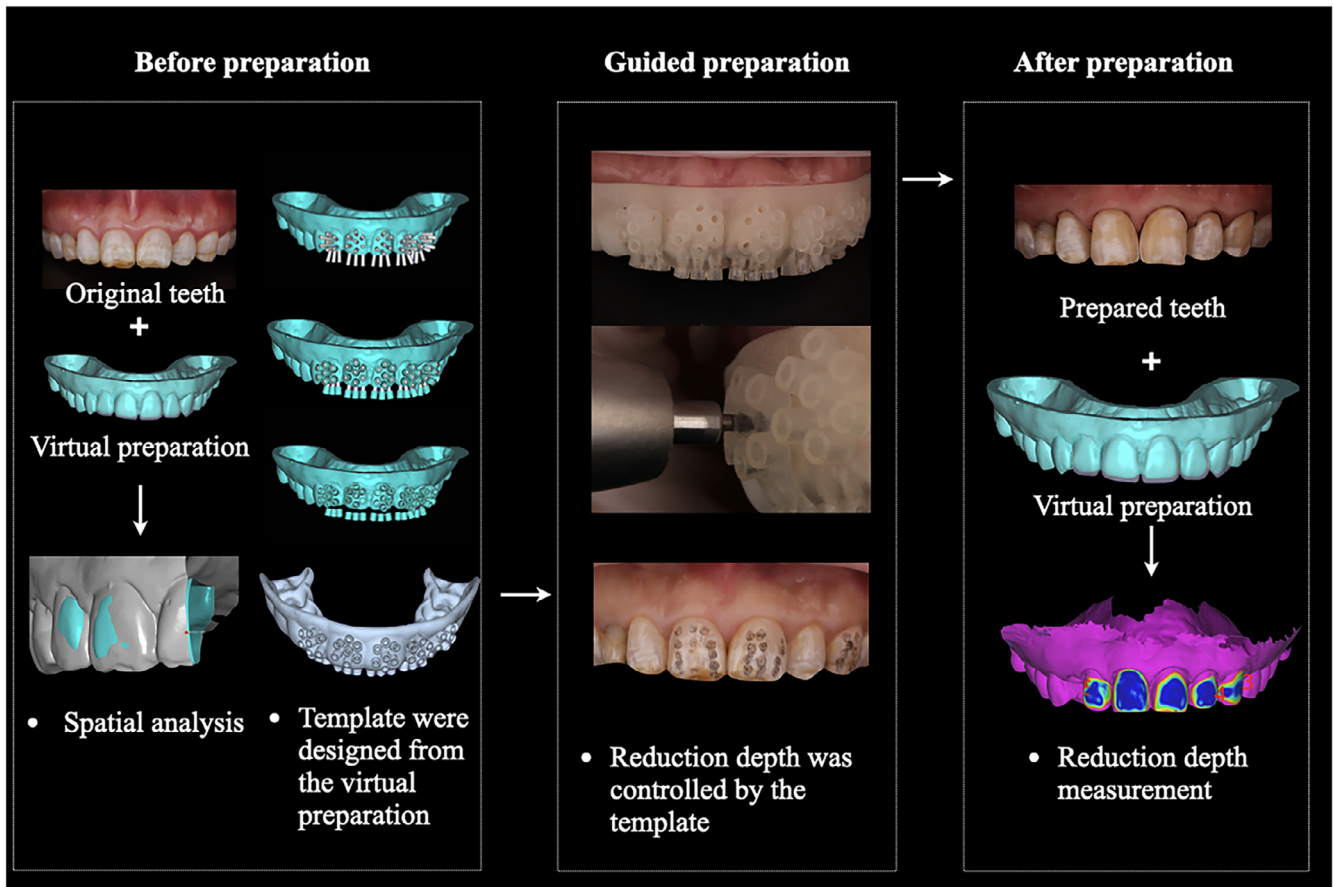 Before preparation
Original teeth
+
Virtual preparation
• Spatial analysis
• Template were
designed from
the virtual
preparation
Guided preparation
• Reduction depth was
controlled by the
template
After preparation
Prepared teeth
+
Virtual preparation
• Reduction depth
measurement